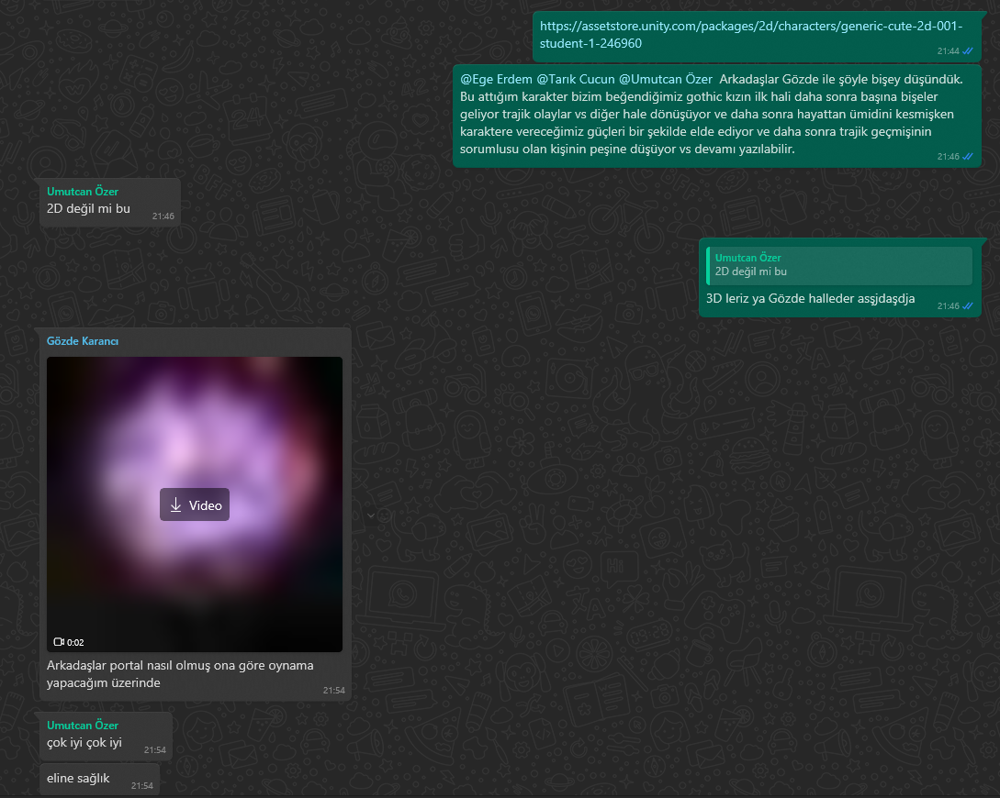 https://assetstore.unity.com/packages/2d/characters/generic-cute-2d-001-
student-1-246960
21:44
@Ege Erdem @Tarık Cucun @Umutcan Özer Arkadaşlar Gözde ile şöyle bişey düşündük.
Bu attığım karakter bizim beğendiğimiz gothic kızın ilk hali daha sonra başına bişeler
geliyor trajik olaylar vs diğer hale dönüşüyor ve daha sonra hayattan ümidini kesmişken
karaktere vereceğimiz güçleri bir şekilde elde ediyor ve daha sonra trajik geçmişinin
sorumlusu olan kişinin peşine düşüyor vs devamı yazılabilir.
21:46
Umutcan Özer
2D değil mi bu
21:46
Umutcan Özer
2D değil mi bu
3D leriz ya Gözde halleder asşjdaşdja
21:46
Gözde Karancı
Video
0:02
Arkadaşlar portal nasıl olmuş ona göre oynama
yapacağım üzerinde
21:54
Umutcan Özer
çok iyi çok iyi
21:54
eline sağlık
21:54